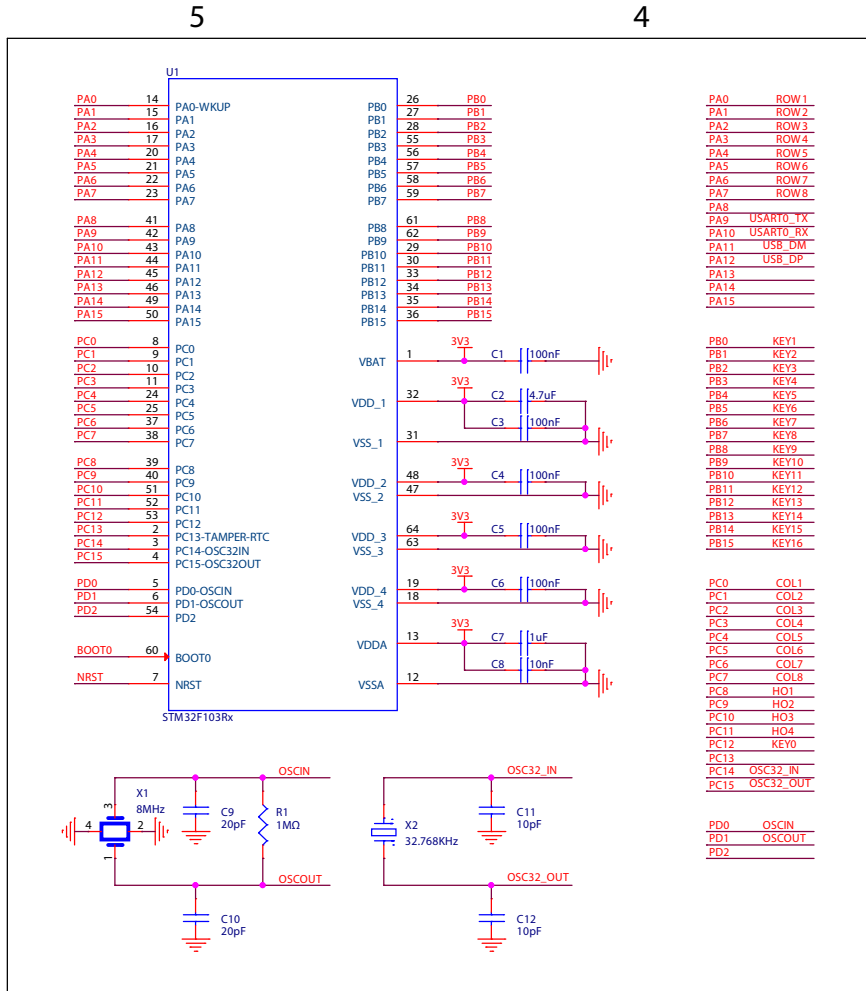 5 4
U1
PA0 14 PA0-WKUP PB0 26 PB0
PA1 15 PA1 PB1 27 PB1
PA2 16 PA2 PB2 28 PB2
PA3 17 PA3 PB3 55 PB3
PA4 20 PA4 PB4 56 PB4
PA5 21 PA5 PB5 57 PB5
PA6 22 PA6 PB6 58 PB6
PA7 23 PA7 PB7 59 PB7
PA8 41 PA8 PB8 61 PB8
PA9 42 PA9 PB9 62 PB9
PA10 43 PA10 PB10 29 PB10
PA11 44 PA11 PB11 30 PB11
PA12 45 PA12 PB12 33 PB12
PA13 46 PA13 PB13 34 PB13
PA14 49 PA14 PB14 35 PB14
PA15 50 PA15 PB15 36 PB15
PC0 8 PC0
PC1 9 PC1
PC2 10 PC2
PC3 11 PC3
PC4 24 PC4
PC5 25 PC5
PC6 37 PC6
PC7 38 PC7
PC8 39 PC8
PC9 40 PC9
PC10 51 PC10
PC11 52 PC11
PC12 53 PC12
PC13 2 PC13-TAMPER-RTC
PC14 3 PC14-OSC32IN
PC15 4 PC15-OSC32OUT
PD0 5 PD0-OSCIN
PD1 6 PD1-OSCOUT
PD2 54 PD2
BOOT0 60 BOOT0
NRST 7 NRST
VBAT 1 3V3 C1 100nF
VDD_1 32 3V3 C2 4.7uF
C3 100nF
VSS_1 31
VDD_2 48 3V3 C4 100nF
VSS_2 47
VDD_3 64 3V3 C5 100nF
VSS_3 63
VDD_4 19 3V3 C6 100nF
VSS_4 18
VDDA 13 3V3 C7 1uF
C8 10nF
VSSA 12
STM32F103Rx
PA0 ROW1
PA1 ROW2
PA2 ROW3
PA3 ROW4
PA4 ROW5
PA5 ROW6
PA6 ROW7
PA7 ROW8
PA8
PA9 USART0_TX
PA10 USART0_RX
PA11 USB_DM
PA12 USB_DP
PA13
PA14
PA15
PB0 KEY1
PB1 KEY2
PB2 KEY3
PB3 KEY4
PB4 KEY5
PB5 KEY6
PB6 KEY7
PB7 KEY8
PB8 KEY9
PB9 KEY10
PB10 KEY11
PB11 KEY12
PB12 KEY13
PB13 KEY14
PB14 KEY15
PB15 KEY16
PC0 COL1
PC1 COL2
PC2 COL3
PC3 COL4
PC4 COL5
PC5 COL6
PC6 COL7
PC7 COL8
PC8 HO1
PC9 HO2
PC10 HO3
PC11 HO4
PC12 KEY0
PC13
PC14 OSC32_IN
PC15 OSC32_OUT
PD0 OSCIN
PD1 OSCOUT
PD2
OSCIN
X1
8MHz
3
4 2
1
C9
20pF
R1
1MΩ
OSCOUT
C10
20pF
OSC32_IN
X2
32.768KHz
C11
10pF
OSC32_OUT
C12
10pF